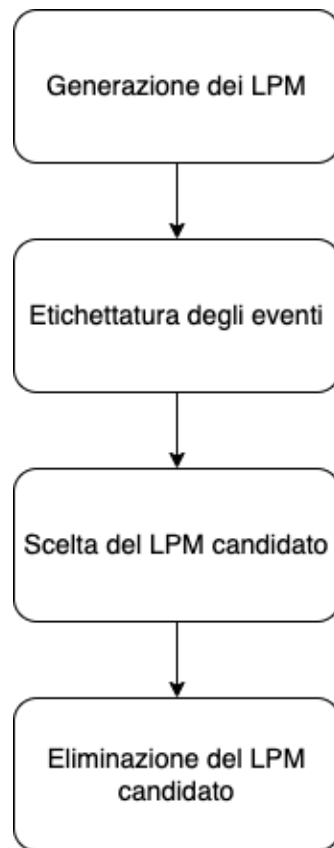 Generazione dei LPM
Etichettatura degli eventi
Scelta del LPM candidato
Eliminazione del LPM
candidato